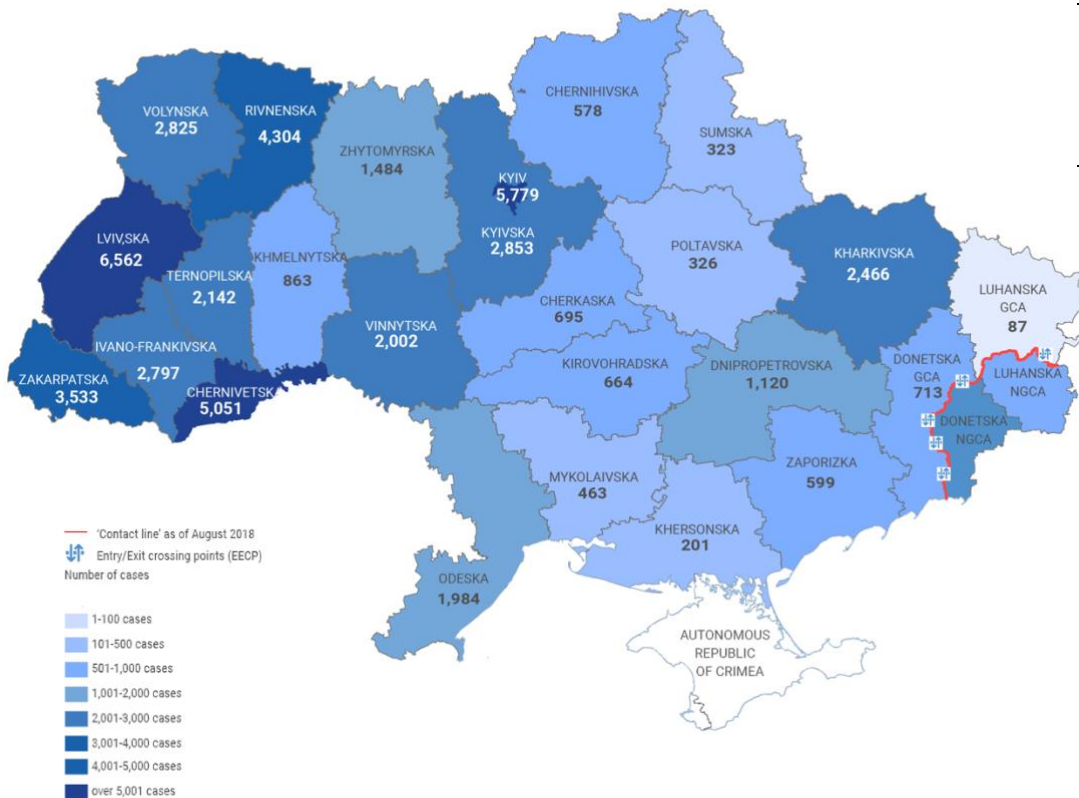 CHERNIHIVSKA
578
SUMSKA
323
VOLYNSKA
2,825
RIVNENSKA
4,304
ZHYTOMYRSKA
1,484
KYIV
5,779
KYIVSKA
2,853
LVIV,SKA
6,562
TERNOPILSKA
2,142
KHMELNYTSKA
863
POLTAVSKA
326
KHARKIVSKA
2,466
LUHANSKA
GCA
87
CHERKASKA
695
VINNYTSKA
2,002
IVANO-FRANKIVSKA
2,797
ZAKARPATSKA
3,533
CHERNIVETSKA
5,051
KIROVOHRADSKA
664
DNIPROPETROVSKA
1,120
DONETSKA
GCA
713
LUHANSKA
NGCA
DONETSKA
NGCA
MYKOLAIVSKA
463
ZAPORIZKA
599
KHERSONSKA
201
ODESKA
1,984
AUTONOMOUS
REPUBLIC
OF CRIMEA
'Contact line' as of August 2018
Entry/Exit crossing points (EECP)
Number of cases
1-100 cases
101-500 cases
501-1,000 cases
1,001-2,000 cases
2,001-3,000 cases
3,001-4,000 cases
4,001-5,000 cases
over 5,001 cases